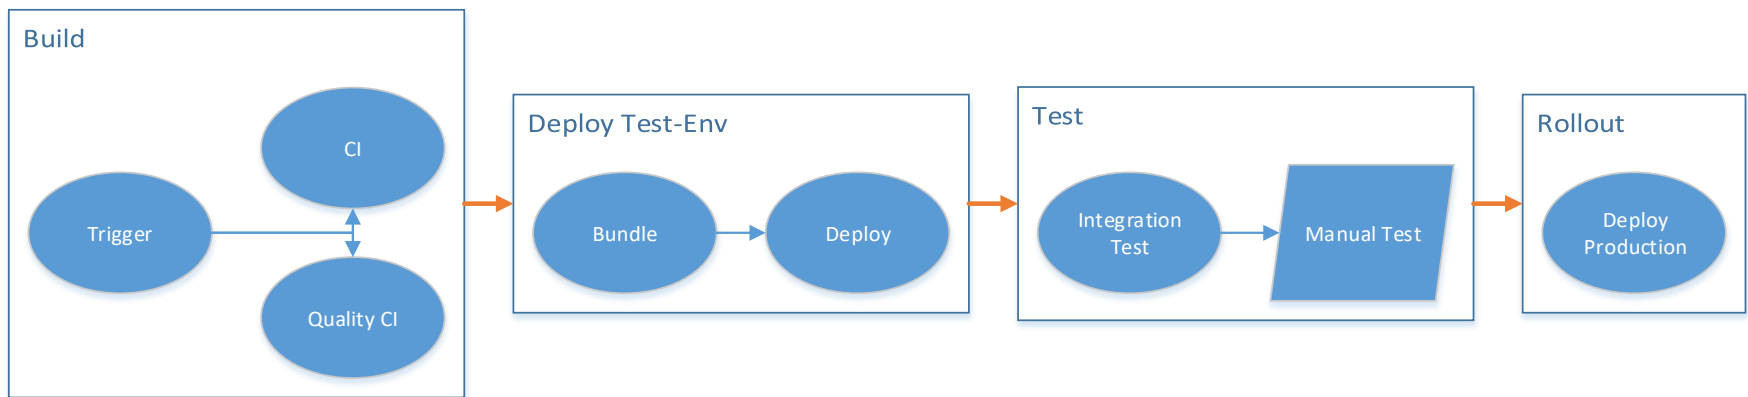 Build
CI
Trigger
Quality CI
Deploy Test-Env
Bundle
Deploy
Test
Integration
Test
Manual Test
Rollout
Deploy
Production